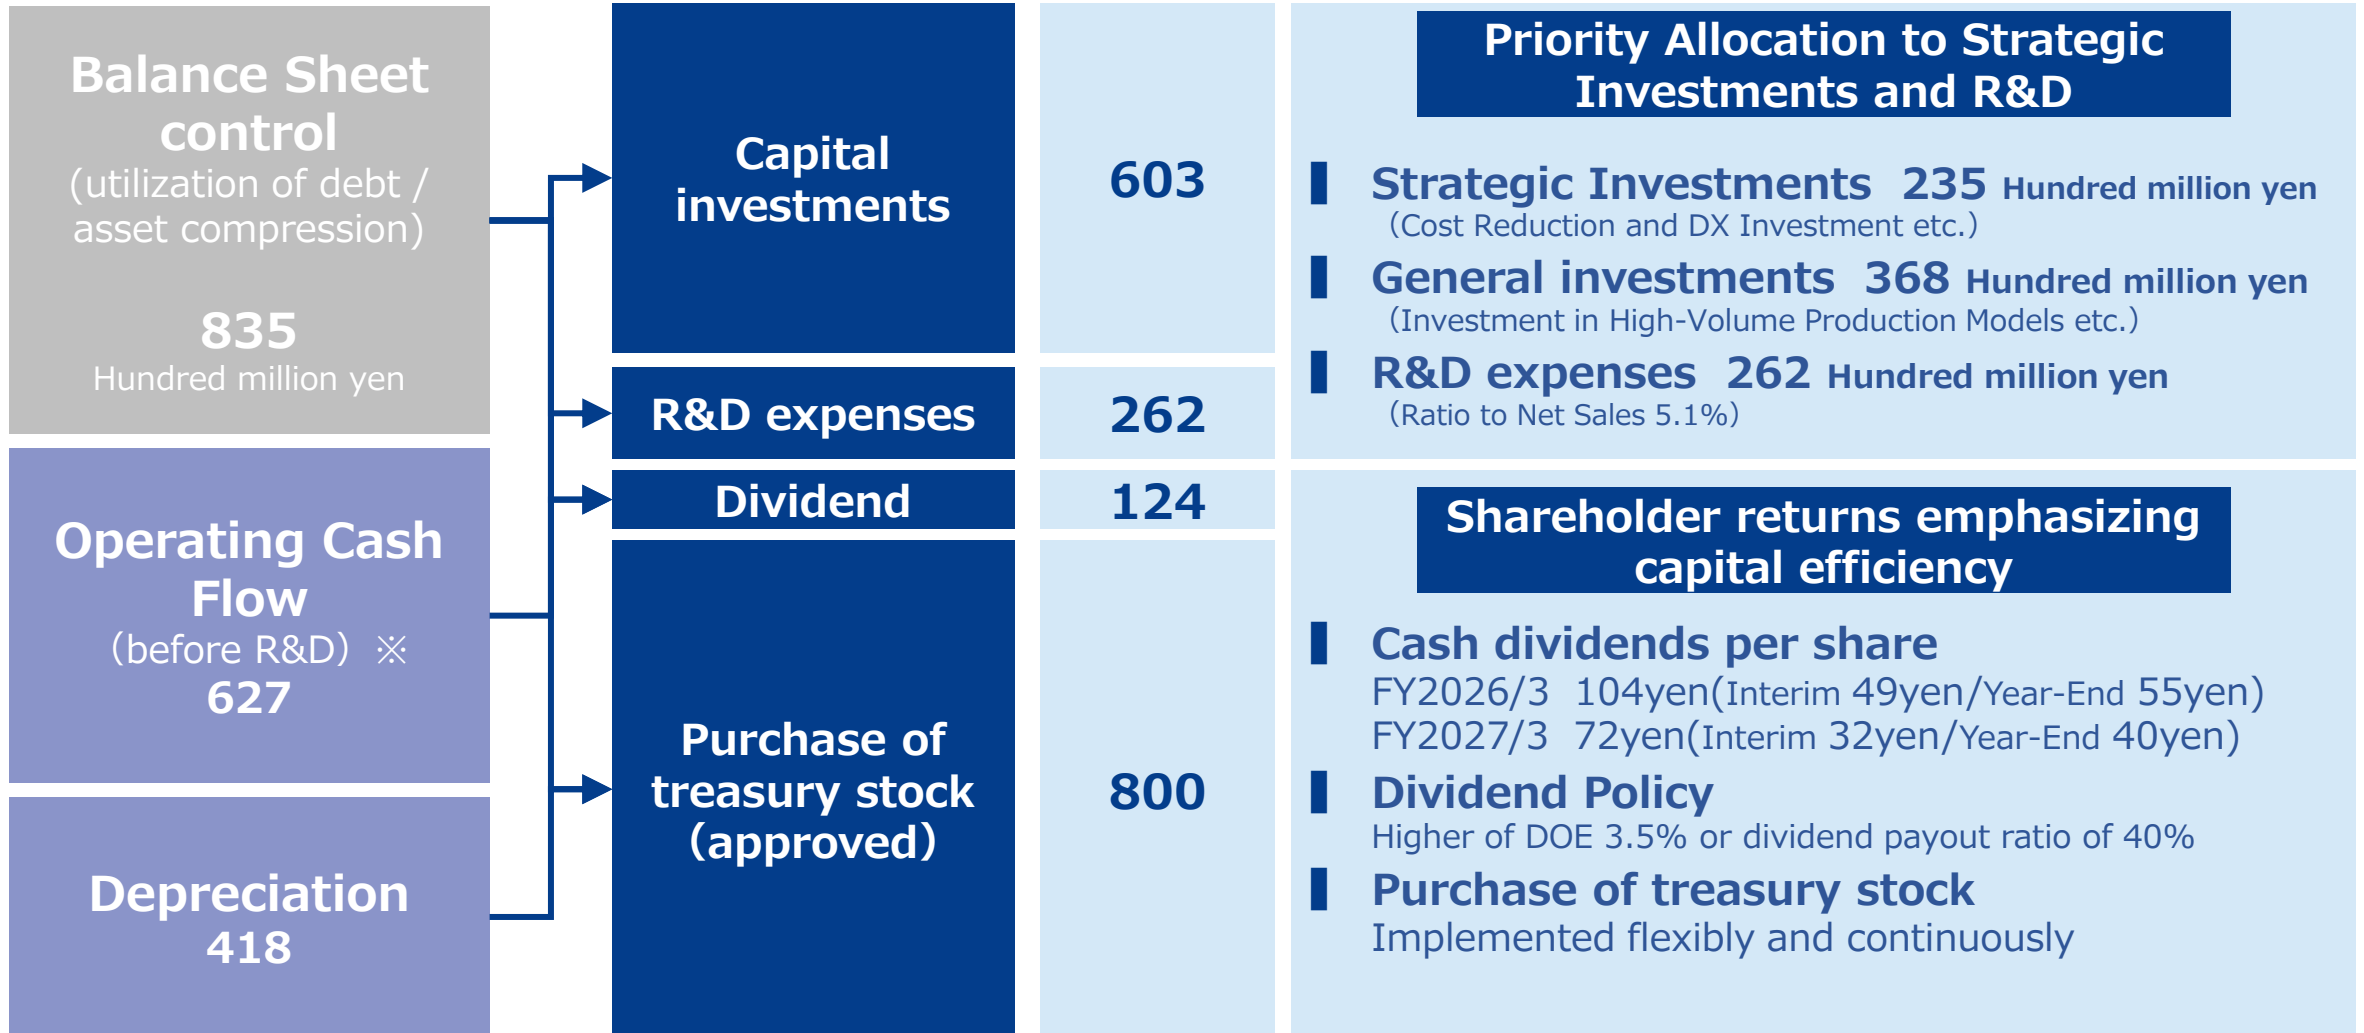 Balance Sheet
control
(utilization of debt /
asset compression)
835
Hundred million yen
Operating Cash
Flow
（before R&D）※
627
Depreciation
418
Capital
investments
603
R&D expenses
262
Dividend
124
Purchase of
treasury stock
（approved）
800
Priority Allocation to Strategic
Investments and R&D
Strategic Investments 235 Hundred million yen
（Cost Reduction and DX Investment etc.）
General investments 368 Hundred million yen
（Investment in High-Volume Production Models etc.）
R&D expenses 262 Hundred million yen
（Ratio to Net Sales 5.1%）
Shareholder returns emphasizing
capital efficiency
Cash dividends per share
FY2026/3 104yen(Interim 49yen/Year-End 55yen)
FY2027/3 72yen(Interim 32yen/Year-End 40yen)
Dividend Policy
Higher of DOE 3.5% or dividend payout ratio of 40%
Purchase of treasury stock
Implemented flexibly and continuously